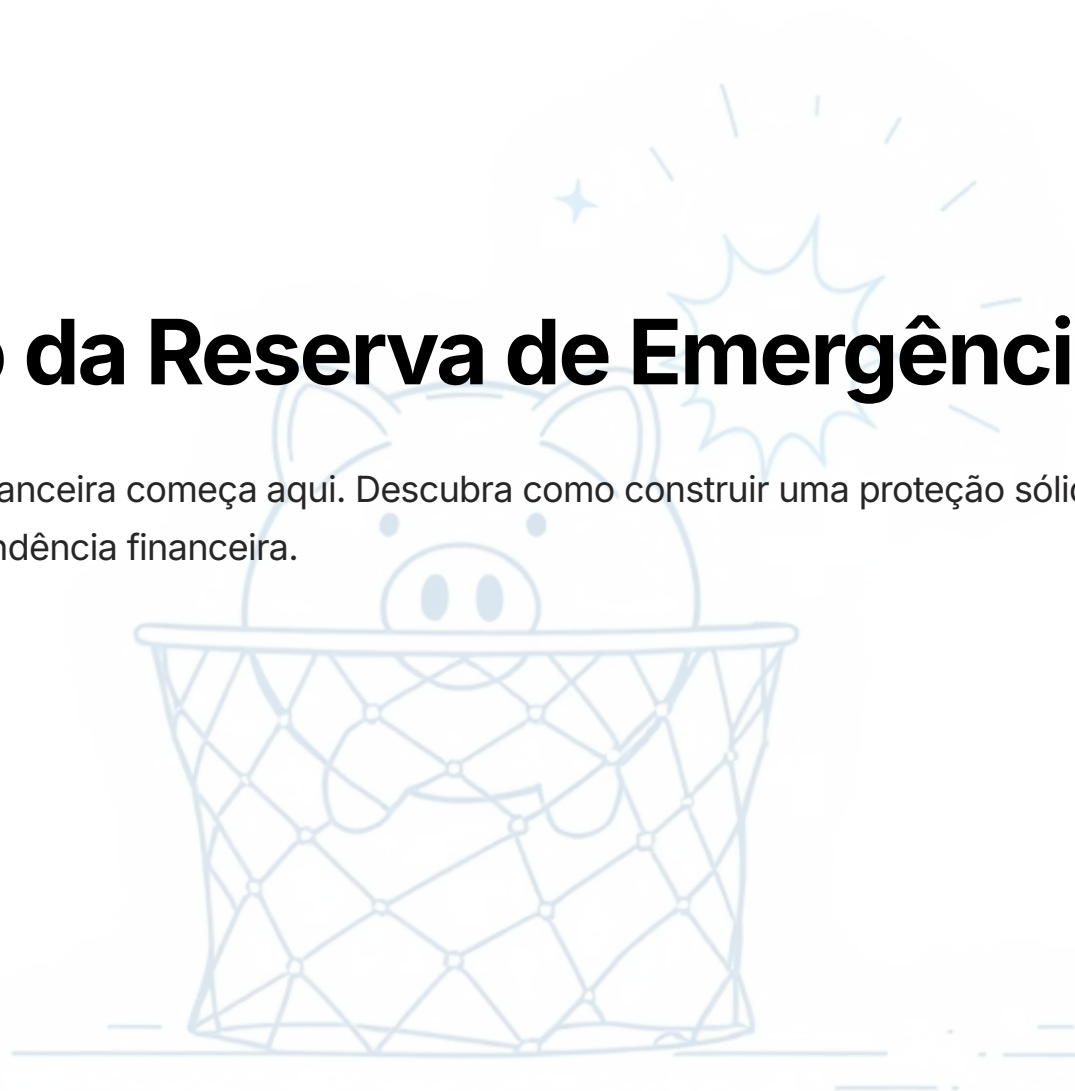 da Reserva de Emergênci
anceira começa aqui. Descubra como construir uma proteção sóli
ndência financeira.